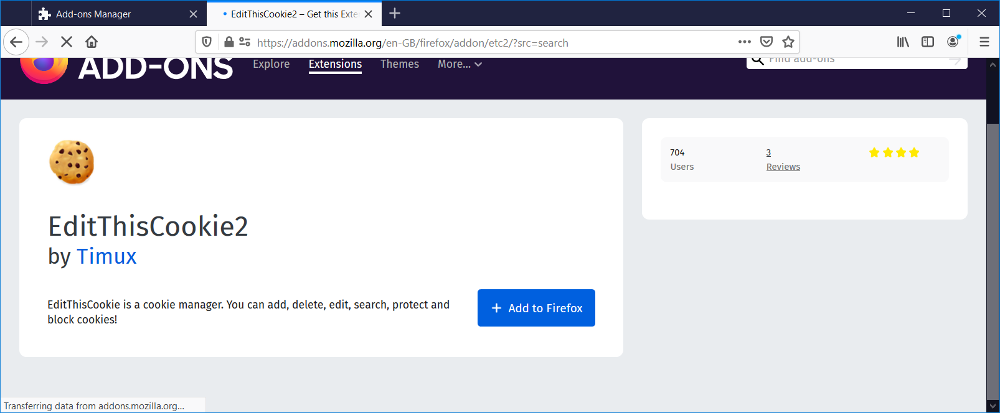 Add-ons Manager
EditThisCookie2 – Get this Exte
https://addons.mozilla.org/en-GB/firefox/addon/etc2/?src=search
ADD-ONS
Explore
Extensions
Themes
More...
Find add-ons
EditThisCookie2
by Timux
EditThisCookie is a cookie manager. You can add, delete, edit, search, protect and
block cookies!
+ Add to Firefox
704
Users
3
Reviews
Transferring data from addons.mozilla.org...